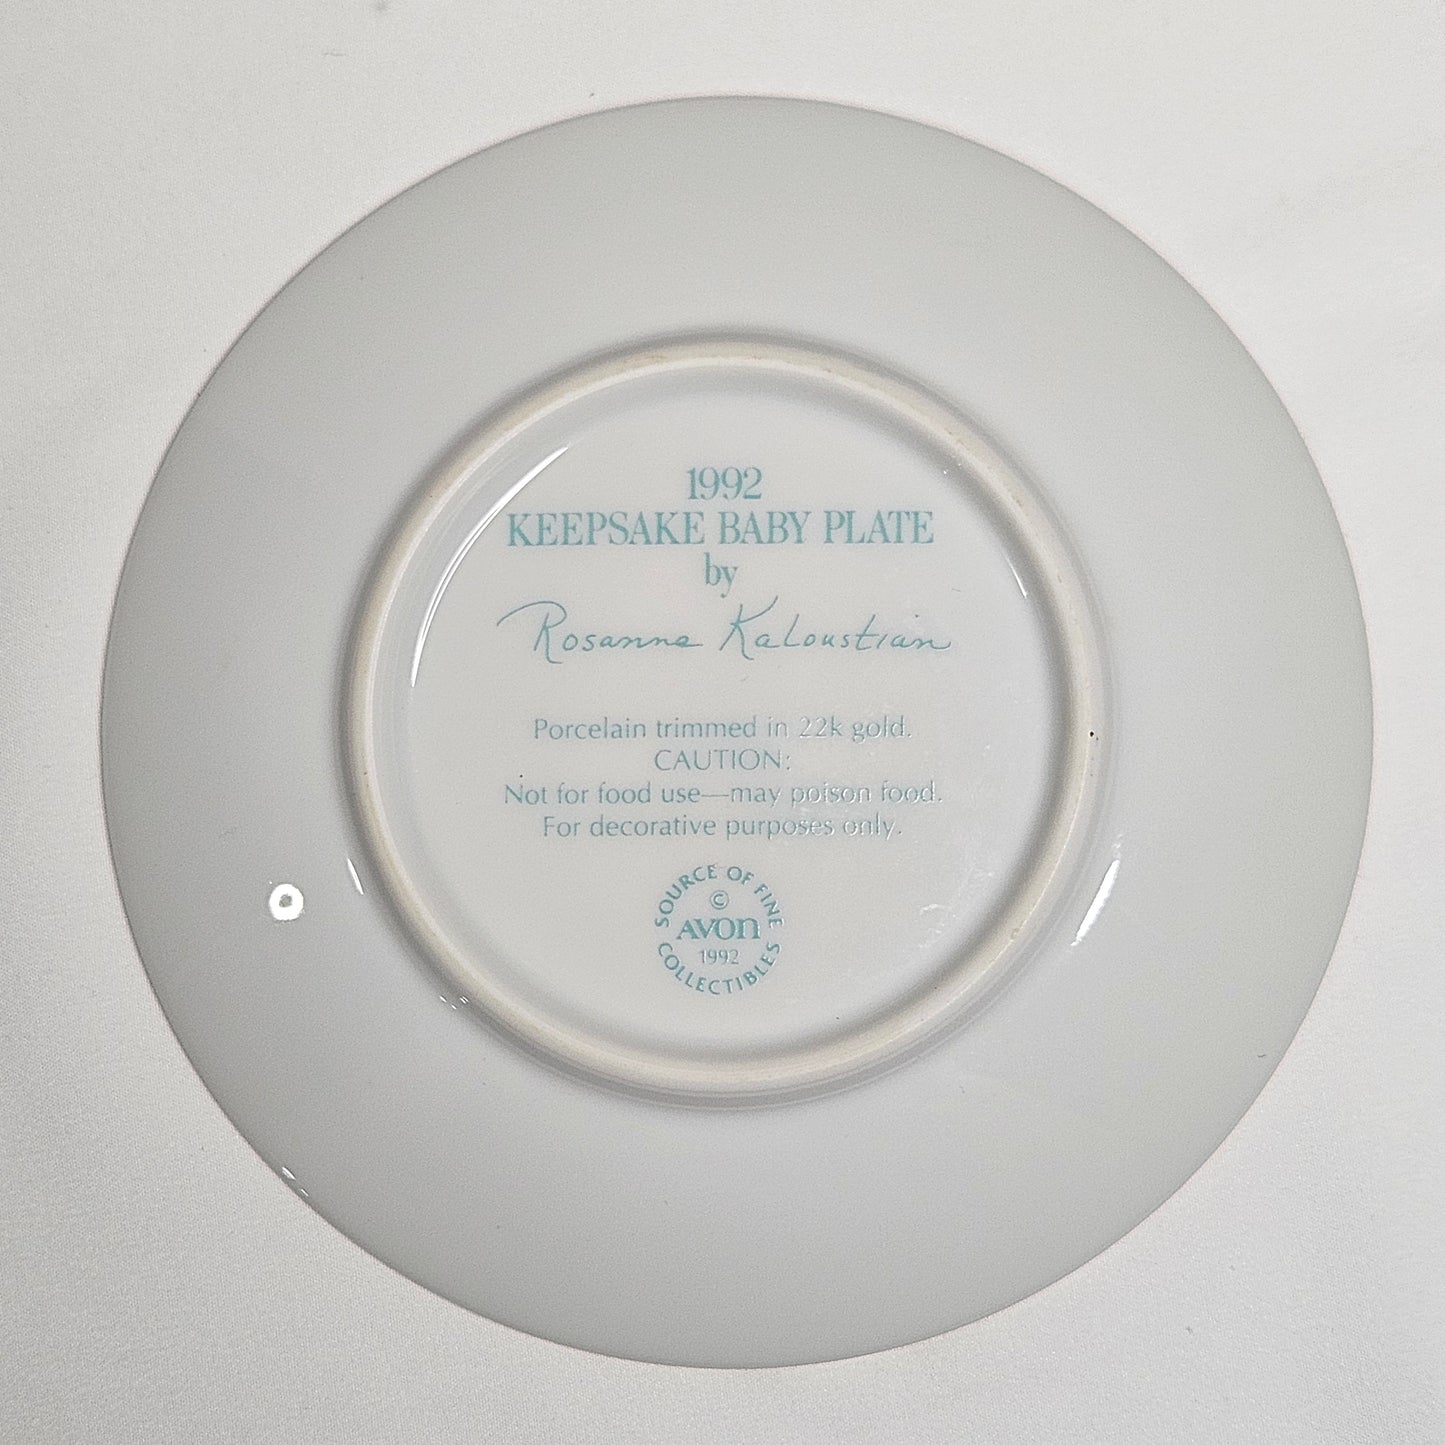 1992
KEEPSAKE BABY PLATE
by
Rosanne Kaloustian
Porcelain trimmed in 22k gold.
CAUTION:
Not for food use—may poison food.
For decorative purposes only.
SOURCE OF FINE
©
AVON
1992
COLLECTIBLES